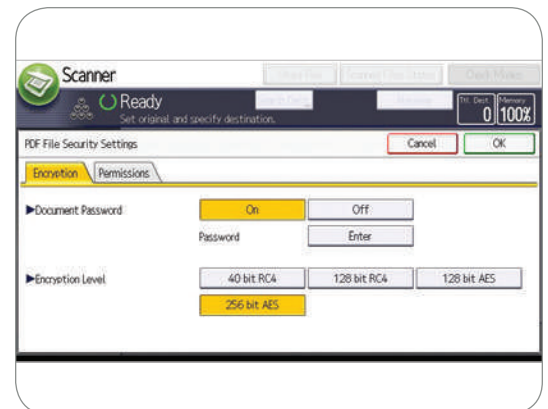 Scanner
Ready
Set original and specify destination.
Ttl. Dest. Memory
0 100%
PDF File Security Settings Cancel OK
Encryption Permissions
►Document Password On Off
Password Enter
►Encryption Level 40 bit RC4 128 bit RC4 128 bit AES
256 bit AES